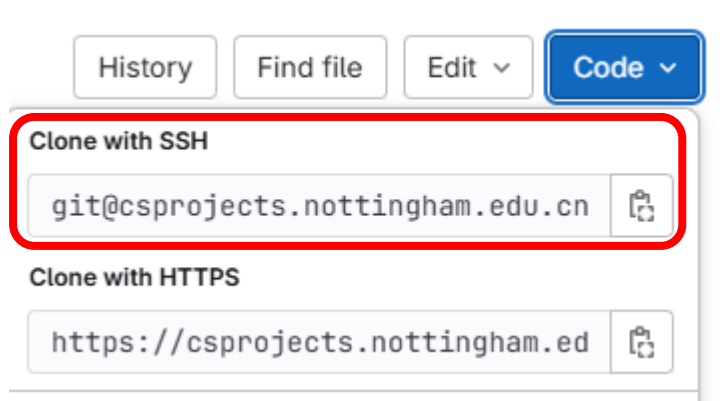 History Find file Edit Code
Clone with SSH
git@csprojects.nottingham.edu.cn
Clone with HTTPS
https://csprojects.nottingham.ed